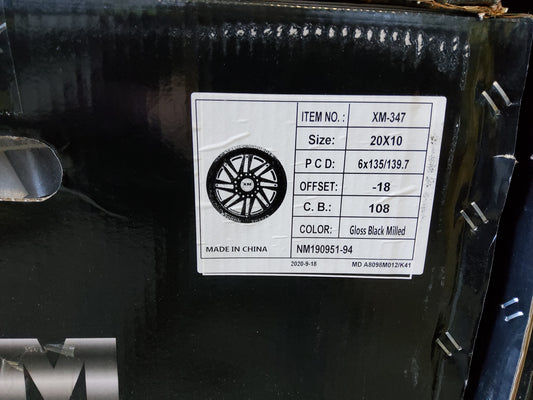 ITEM NO.: XM-347
Size: 20X10
P C D: 6x135/139.7
OFFSET: -18
C. B.: 108
COLOR: Gloss Black Milled
MADE IN CHINA NM190951-94
2020-9-18 MD A8098M012/K41
XM
M